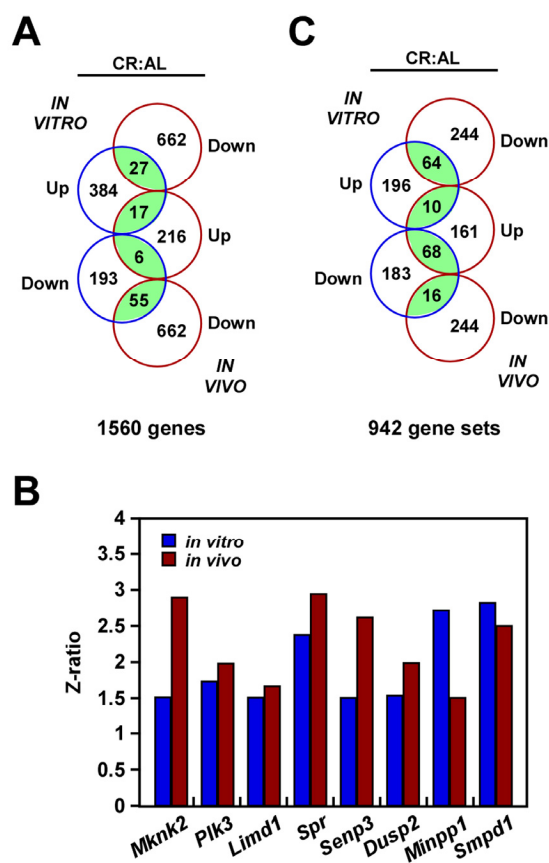 A
CR:AL
IN
VITRO
662
Down
27
Up
384
17
216
Up
6
Down
193
55
662
Down
IN
VIVO
1560 genes
C
CR:AL
IN
VITRO
244
Down
64
Up
196
10
161
Up
68
Down
183
16
244
Down
IN
VIVO
942 gene sets
B
Z-ratio
4
3.5
3
2.5
2
1.5
1
0.5
0
in vitro
in vivo
Mknk2
Plk3
Limd1
Spr
Senp3
Dusp2
Minpp1
Smpd1